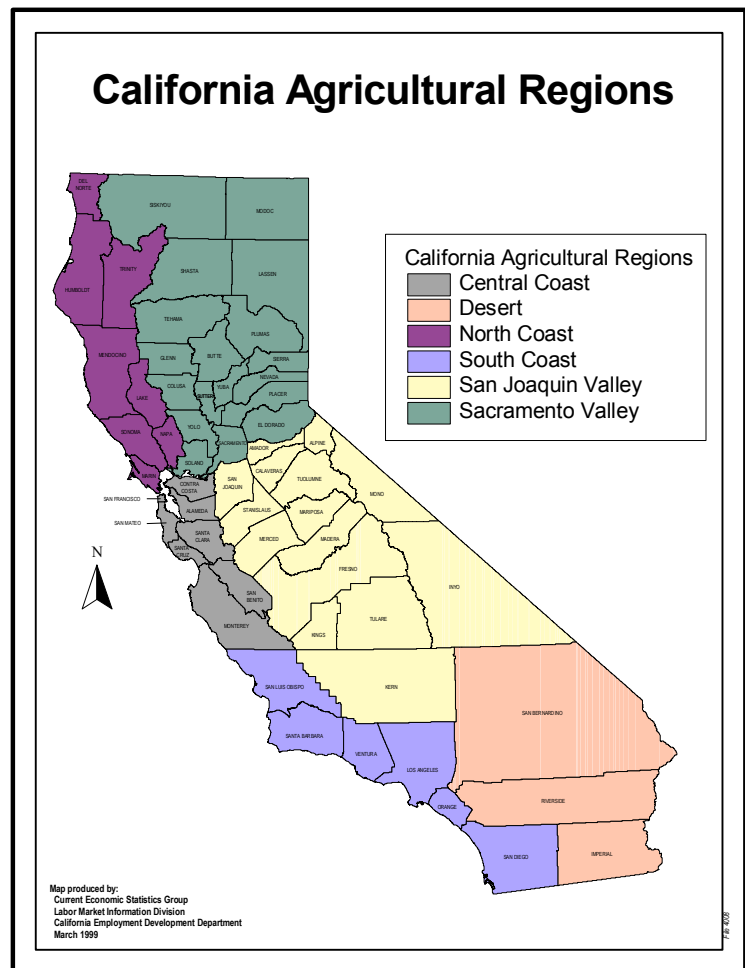 California Agricultural Regions
California Agricultural Regions
Central Coast
Desert
North Coast
South Coast
San Joaquin Valley
Sacramento Valley
DEL
NORTE
SISKIYOU
MODOC
HUMBOLDT
TRINITY
SHASTA
LASSEN
TEHAMA
PLUMAS
MENDOCINO
GLENN
BUTTE
SIERRA
LAKE
COLUSA
SUTTER
YUBA
NEVADA
PLACER
SONOMA
NAPA
YOLO
SACRAMENTO
EL DORADO
MARIN
SOLANO
AMADOR
ALPINE
SAN FRANCISCO
CONTRA
COSTA
SAN
JOAQUIN
CALAVERAS
TUOLUMNE
MONO
SAN MATEO
ALAMEDA
STANISLAUS
MARIPOSA
SANTA
CLARA
SANTA
CRUZ
MERCED
MADERA
N
SAN
BENITO
FRESNO
INYO
MONTEREY
KINGS
TULARE
SAN LUIS OBISPO
KERN
SAN BERNARDINO
SANTA BARBARA
VENTURA
LOS ANGELES
ORANGE
RIVERSIDE
SAN DIEGO
IMPERIAL
Map produced by:
Current Economic Statistics Group
Labor Market Information Division
California Employment Development Department
March 1999